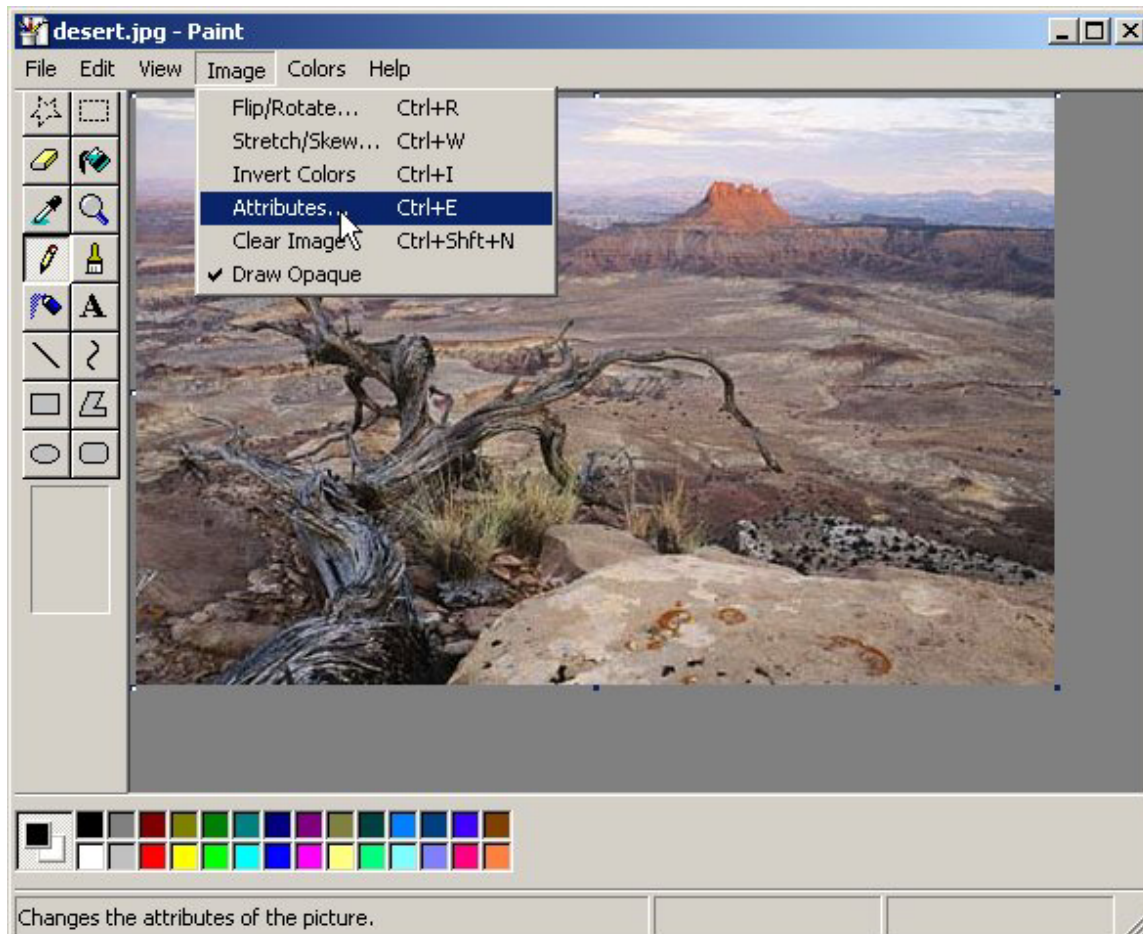 desert.jpg - Paint
File Edit View Image Colors Help
Flip/Rotate... Ctrl+R
Stretch/Skew... Ctrl+W
Invert Colors Ctrl+I
Attributes... Ctrl+E
Clear Image Ctrl+Shft+N
Draw Opaque
A
Changes the attributes of the picture.